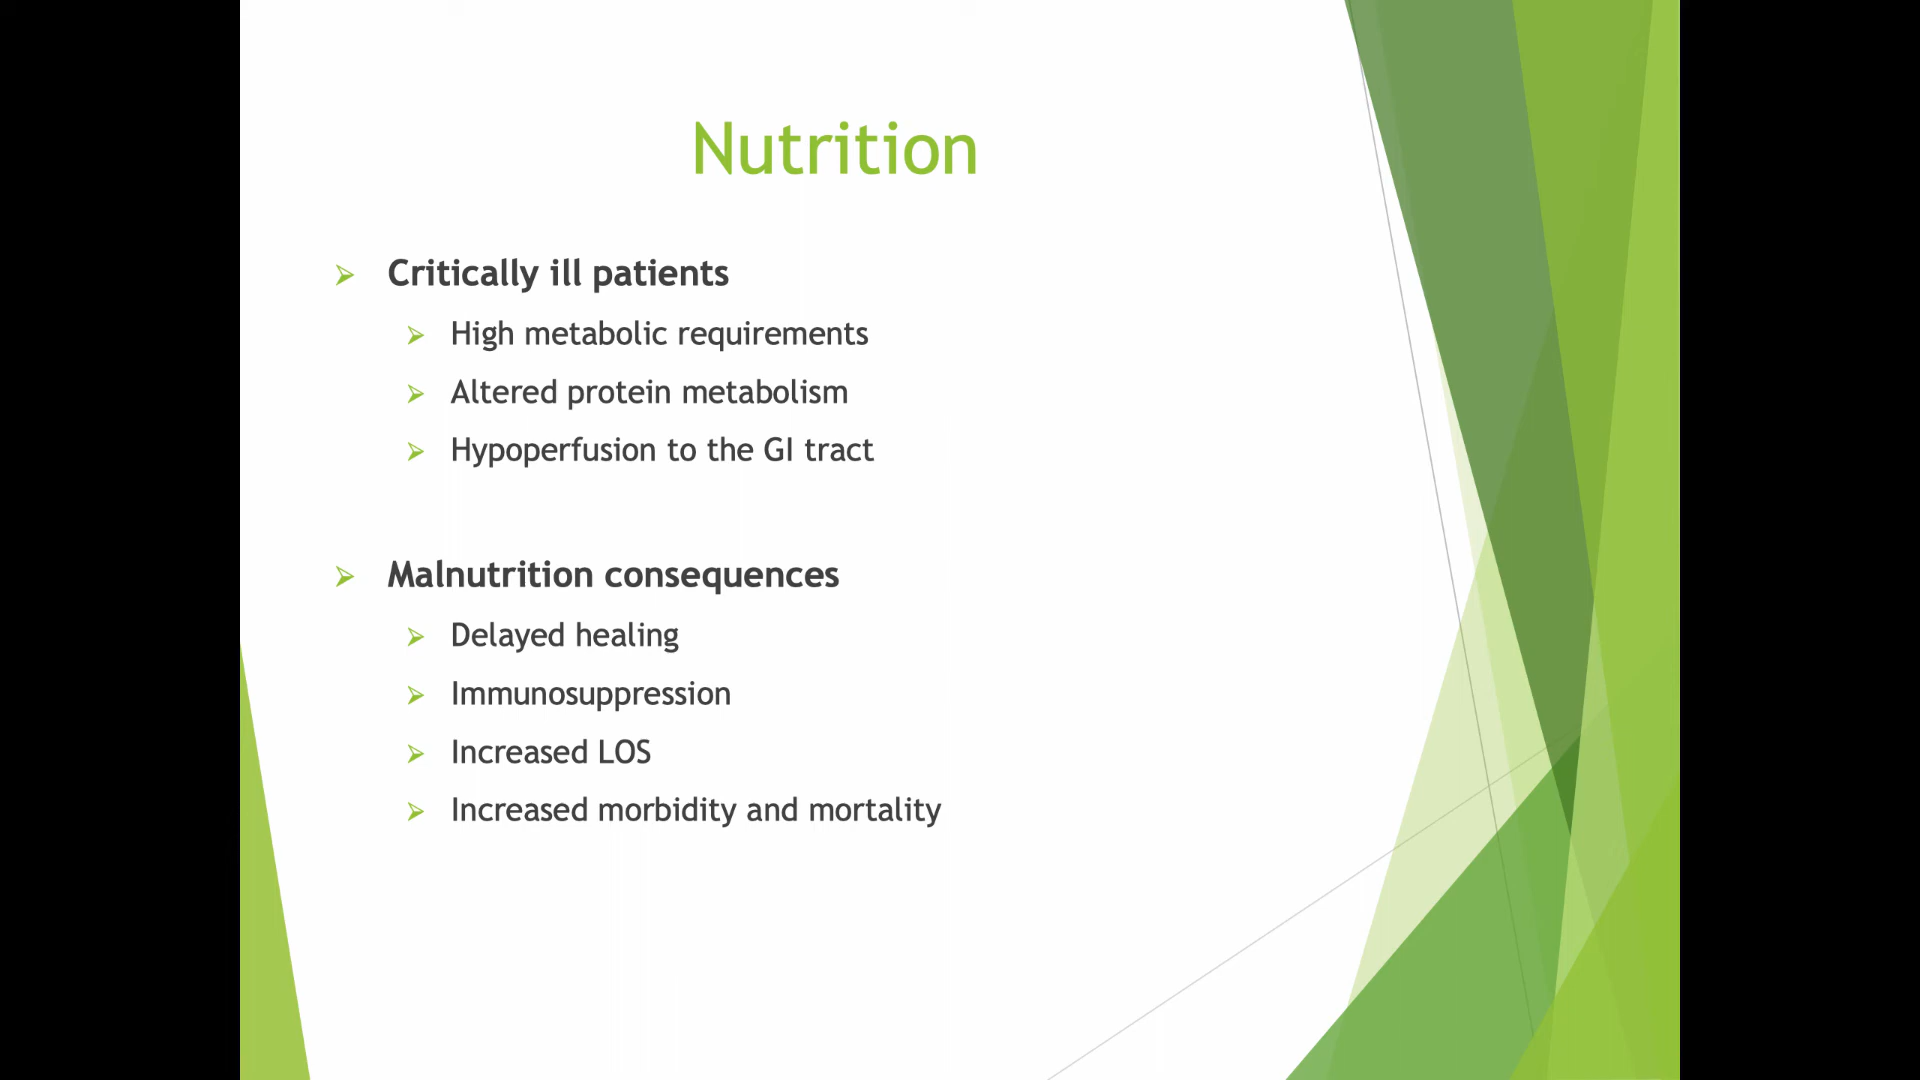 Nutrition
Critically ill patients
High metabolic requirements
Altered protein metabolism
Hypoperfusion to the GI tract
Malnutrition consequences
Delayed healing
Immunosuppression
Increased LOS
Increased morbidity and mortality